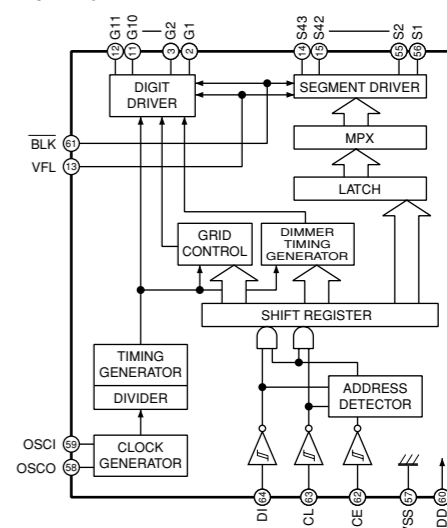 G11 G10 G2 G1 S43 S42 S2 S1
12 11 3 2 14 15 55 56
DIGIT
DRIVER
SEGMENT DRIVER
BLK 61
MPX
VFL 13
LATCH
GRID
CONTROL
DIMMER
TIMING
GENERATOR
SHIFT REGISTER
TIMING
GENERATOR
DIVIDER
ADDRESS
DETECTOR
OSCI 59
OSCO 58
CLOCK
GENERATOR
64 63 62 57 60
DI CL CE VSS